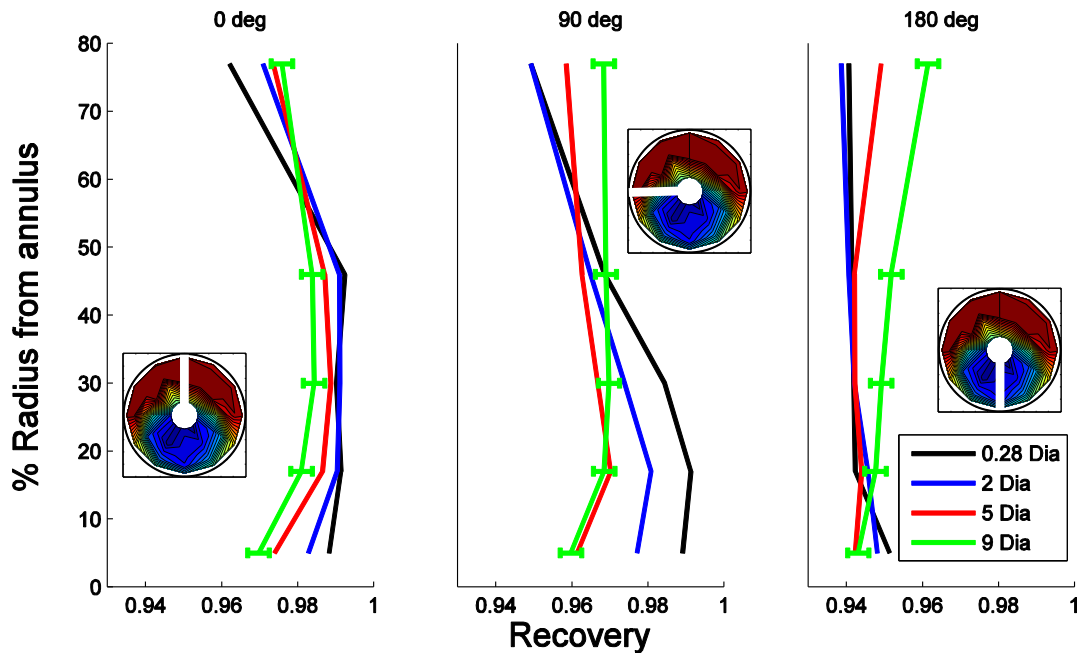 0 deg
90 deg
180 deg
% Radius from annulus
80
70
60
50
40
30
20
10
0
0.94 0.96 0.98 1
0.94 0.96 0.98 1
0.94 0.96 0.98 1
Recovery
0.28 Dia
2 Dia
5 Dia
9 Dia